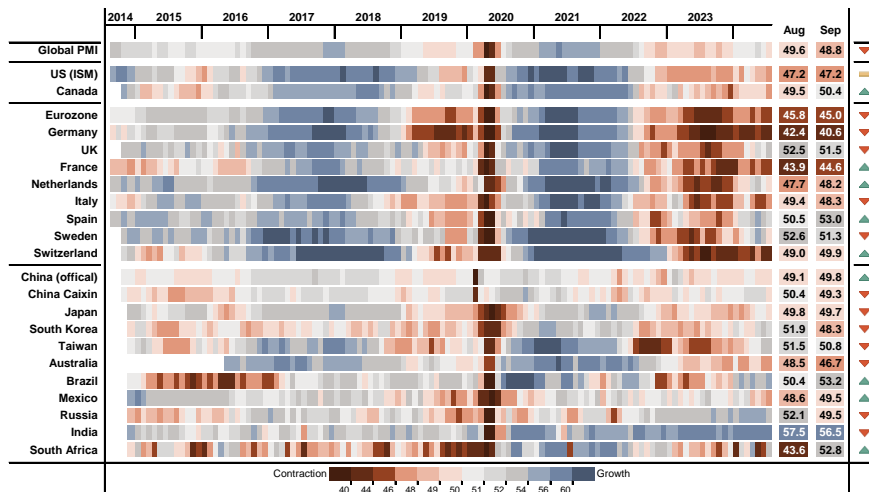 2014 2015 2016 2017 2018 2019 2020 2021 2022 2023
Aug Sep
Global PMI 49.6 48.8
US (ISM) 47.2 47.2
Canada 49.5 50.4
Eurozone 45.8 45.0
Germany 42.4 40.6
UK 52.5 51.5
France 43.9 44.6
Netherlands 47.7 48.2
Italy 49.4 48.3
Spain 50.5 53.0
Sweden 52.6 51.3
Switzerland 49.0 49.9
China (offical) 49.1 49.8
China Caixin 50.4 49.3
Japan 49.8 49.7
South Korea 51.9 48.3
Taiwan 51.5 50.8
Australia 48.5 46.7
Brazil 50.4 53.2
Mexico 48.6 49.5
Russia 52.1 49.5
India 57.5 56.5
South Africa 43.6 52.8
Contraction Growth
40 44 46 48 49 50 51 52 54 56 60